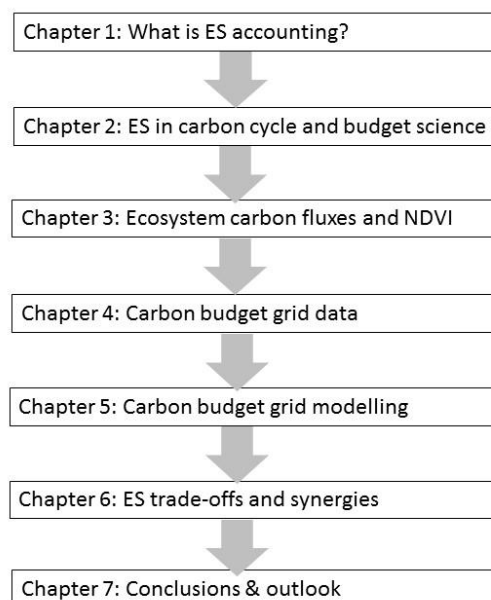 Chapter 1: What is ES accounting?
Chapter 2: ES in carbon cycle and budget science
Chapter 3: Ecosystem carbon fluxes and NDVI
Chapter 4: Carbon budget grid data
Chapter 5: Carbon budget grid modelling
Chapter 6: ES trade-offs and synergies
Chapter 7: Conclusions & outlook